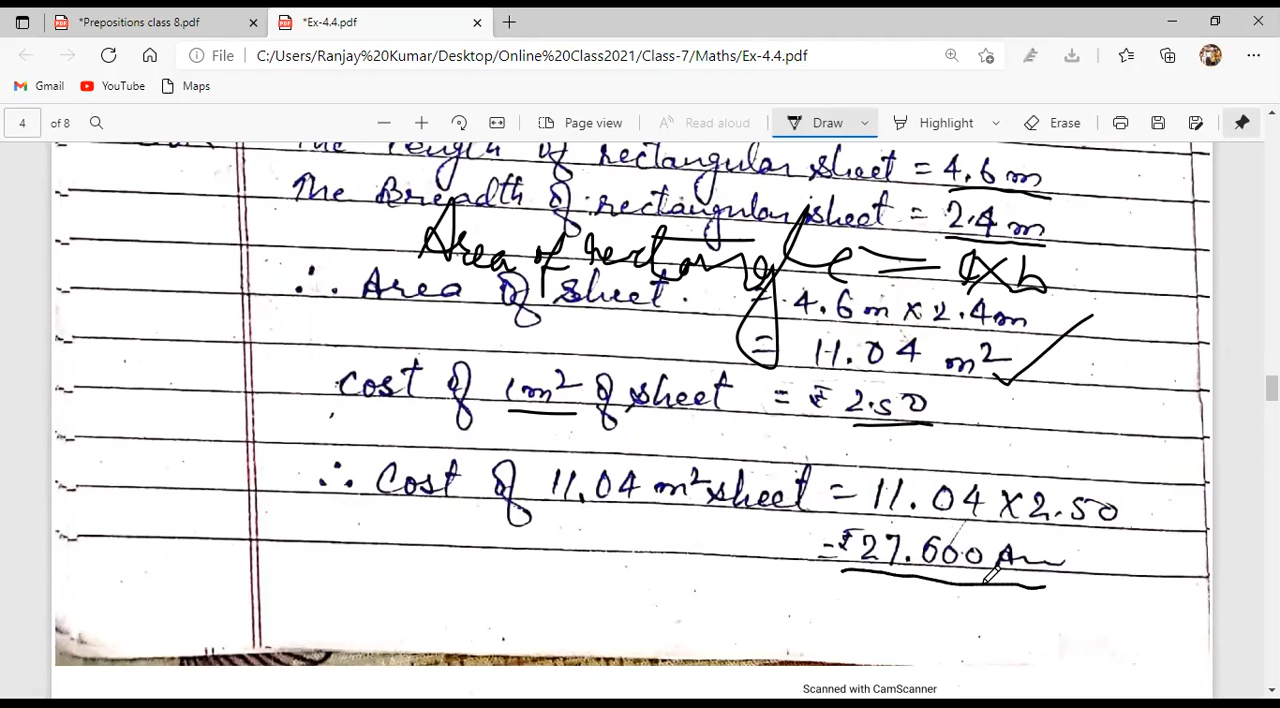 *Prepositions class 8.pdf
*Ex-4.4.pdf
File
C:/Users/Ranjay%20Kumar/Desktop/Online%20Class2021/Class-7/Maths/Ex-4.4.pdf
Gmail YouTube Maps
4 of 8 Page view Read aloud Draw Highlight Erase
The length of rectangular sheet = 4.6 m
The Breadth of rectangular sheet = 2.4 m
Area of rectangle = l×b
∴ Area of sheet. = 4.6 m × 2.4 m
= 11.04 m²
Cost of 1m² of sheet = ₹ 2.50
∴ Cost of 11.04 m² sheet = 11.04 × 2.50
= ₹ 27.600 Ans
Scanned with CamScanner